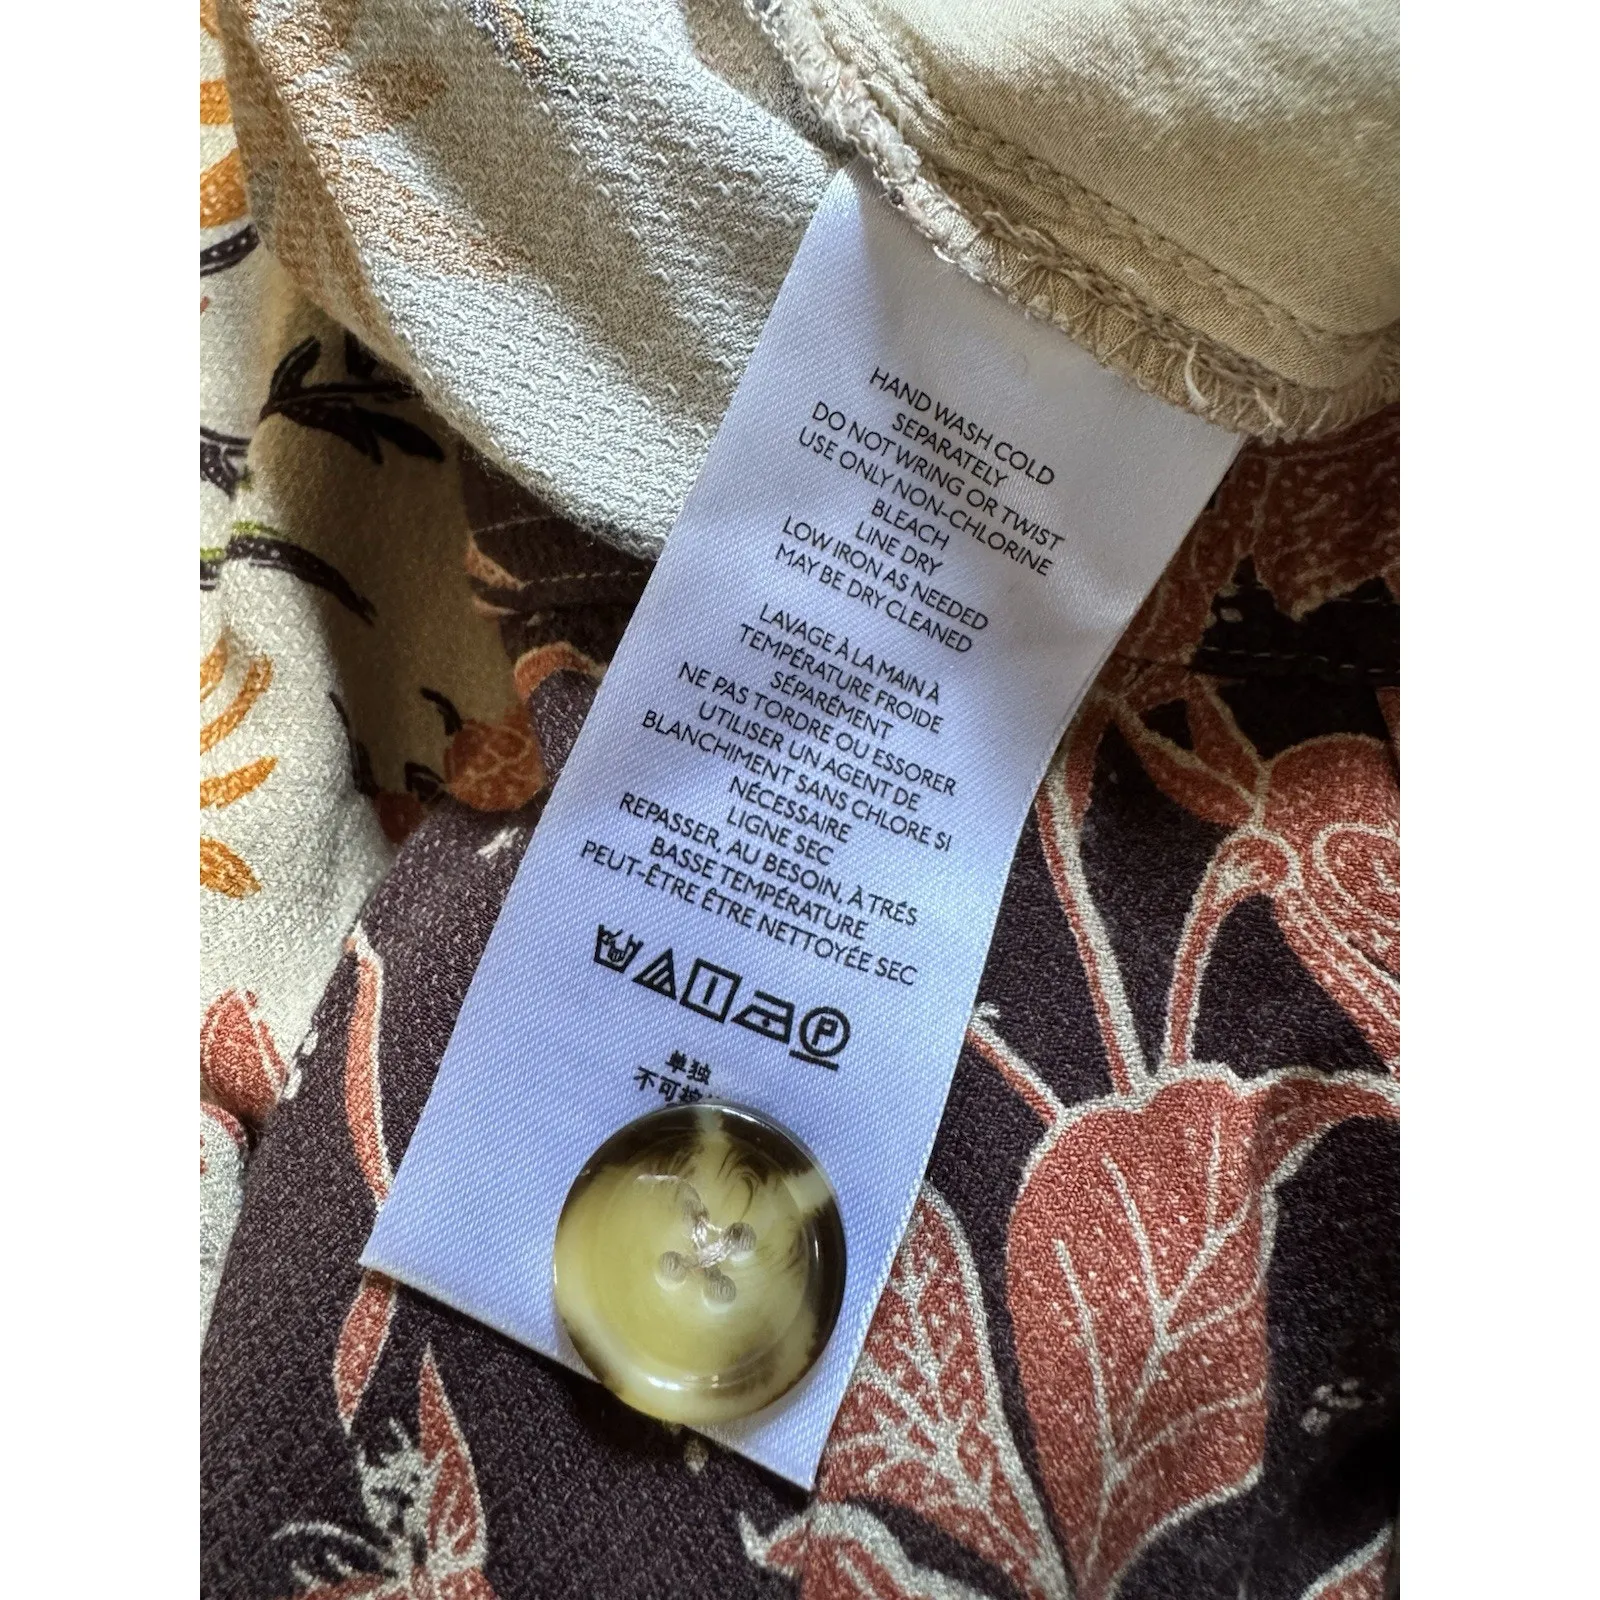 HAND WASH COLD
SEPARATELY
DO NOT WRING OR TWIST
USE ONLY NON-CHLORINE
BLEACH
LINE DRY
LOW IRON AS NEEDED
MAY BE DRY CLEANED
LAVAGE À LA MAIN À
TEMPÉRATURE FROIDE
SÉPARÉMENT
NE PAS TORDRE OU ESSORER
UTILISER UN AGENT DE
BLANCHIMENT SANS CHLORE SI
NÉCESSAIRE
LIGNE SEC
REPASSER, AU BESOIN, À TRÉS
BASSE TEMPÉRATURE
PEUT-ÊTRE ÊTRE NETTOYÉE SEC
P
单独
不可